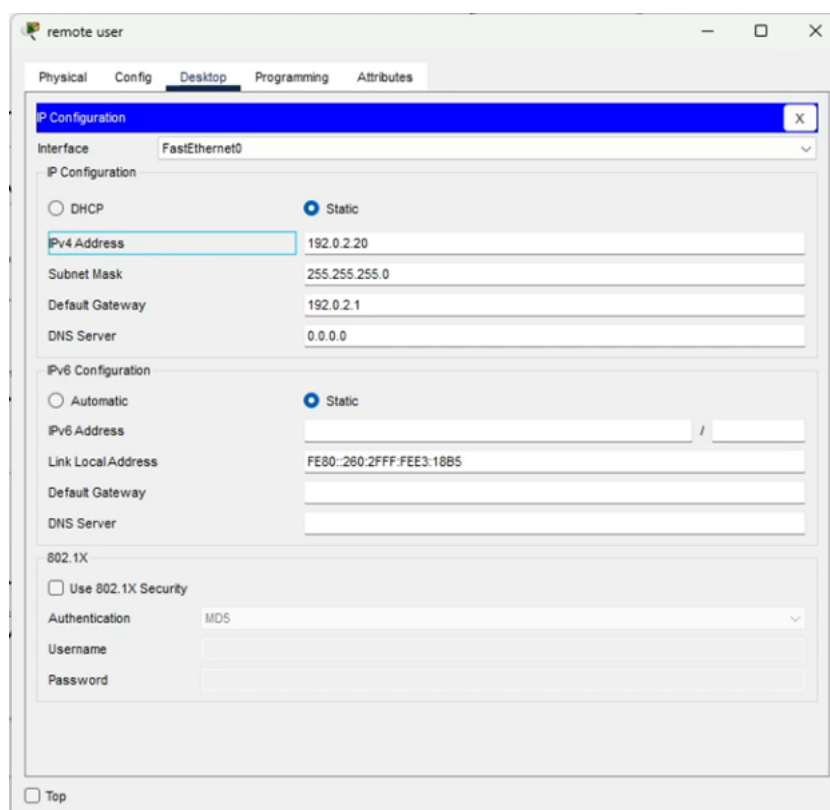 remote user
Physical Config Desktop Programming Attributes
IP Configuration X
Interface FastEthernet0
IP Configuration
DHCP Static
IPv4 Address 192.0.2.20
Subnet Mask 255.255.255.0
Default Gateway 192.0.2.1
DNS Server 0.0.0.0
IPv6 Configuration
Automatic Static
IPv6 Address /
Link Local Address FE80::260:2FFF:FEE3:18B5
Default Gateway
DNS Server
802.1X
Use 802.1X Security
Authentication MD5
Username
Password
Top